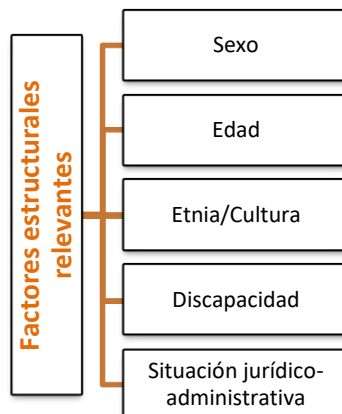 Factores estructurales
relevantes
Sexo
Edad
Etnia/Cultura
Discapacidad
Situación jurídico-
administrativa